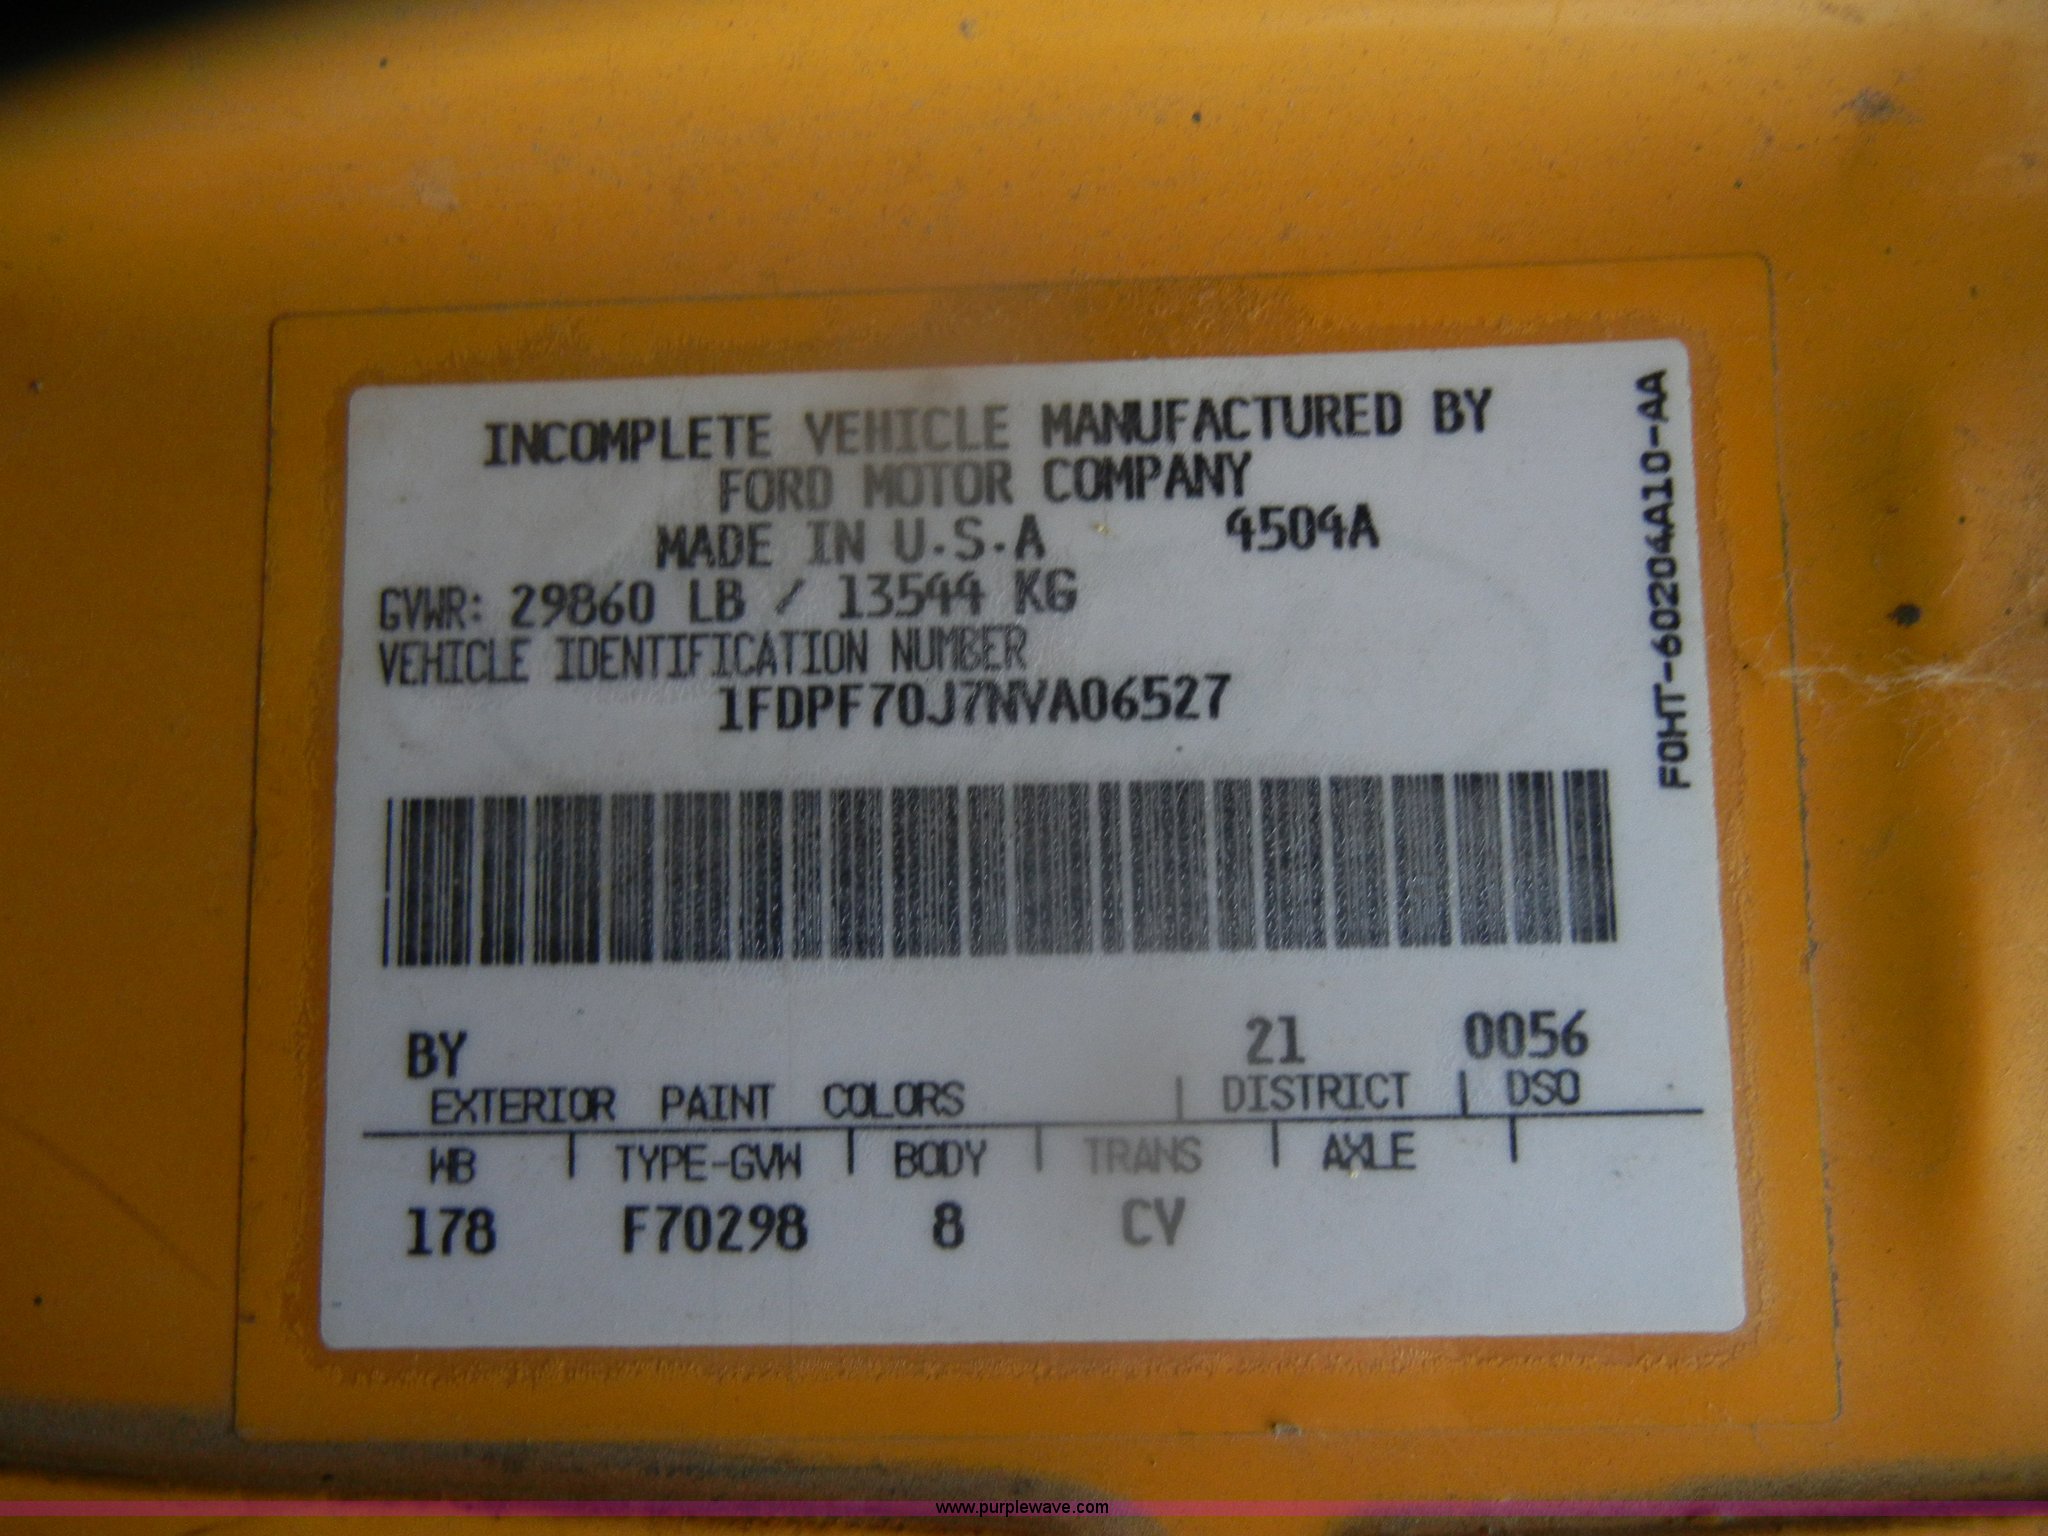 INCOMPLETE VEHICLE MANUFACTURED BY
FORD MOTOR COMPANY
MADE IN U.S.A 4504A
GVWR: 29860 LB / 13544 KG
VEHICLE IDENTIFICATION NUMBER
1FDPF70J7NVA06527
F0HT-60204A10-AA
BY 21 0056
EXTERIOR PAINT COLORS | DISTRICT | DSO
WB | TYPE-GVW | BODY | TRANS | AXLE |
178 F70298 8 CV
www.purplewave.com